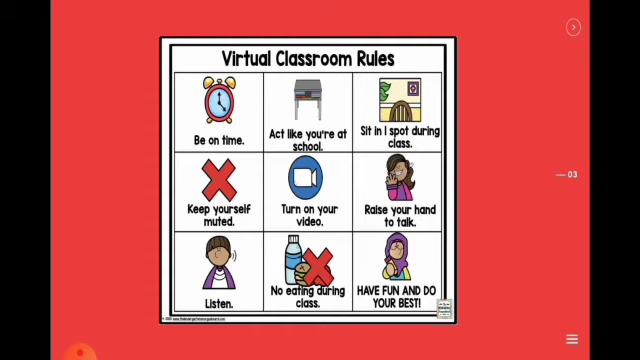 Virtual Classroom Rules
Be on time.
Act like you're at
school.
Sit in 1 spot during
class.
Keep yourself
muted.
Turn on your
video.
Raise your hand
to talk.
Listen.
No eating during
class.
HAVE FUN AND DO
YOUR BEST!
03